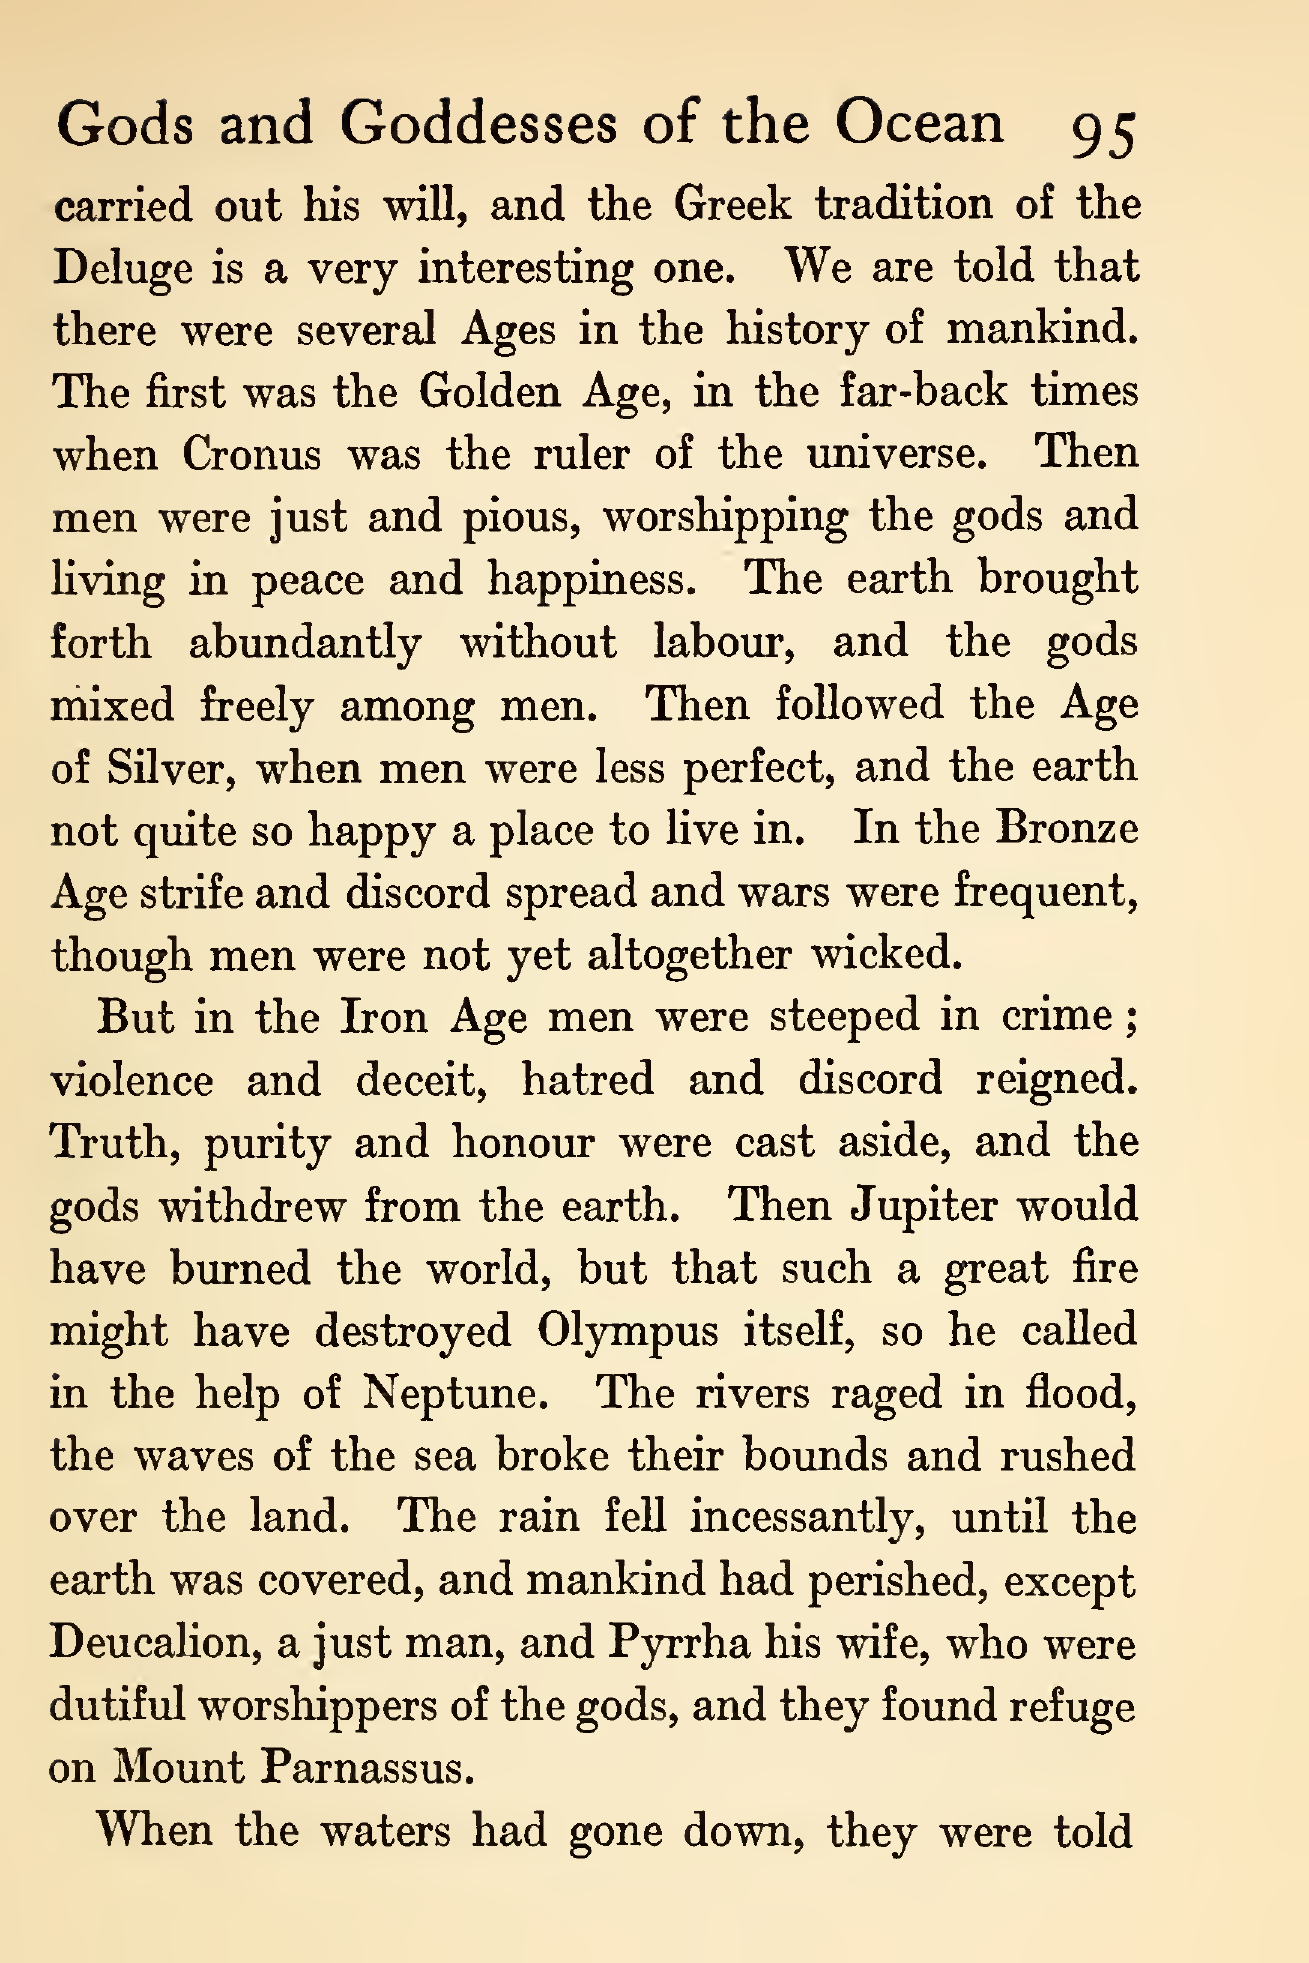 Gods and Goddesses of the Ocean 95
carried out his will, and the Greek tradition of the
Deluge is a very interesting one. We are told that
there were several Ages in the history of mankind.
The first was the Golden Age, in the far-back times
when Cronus was the ruler of the universe. Then
men were just and pious, worshipping the gods and
living in peace and happiness. The earth brought
forth abundantly without labour, and the gods
mixed freely among men. Then followed the Age
of Silver, when men were less perfect, and the earth
not quite so happy a place to live in. In the Bronze
Age strife and discord spread and wars were frequent,
though men were not yet altogether wicked.
But in the Iron Age men were steeped in crime ;
violence and deceit, hatred and discord reigned.
Truth, purity and honour were cast aside, and the
gods withdrew from the earth. Then Jupiter would
have burned the world, but that such a great fire
might have destroyed Olympus itself, so he called
in the help of Neptune. The rivers raged in flood,
the waves of the sea broke their bounds and rushed
over the land. The rain fell incessantly, until the
earth was covered, and mankind had perished, except
Deucalion, a just man, and Pyrrha his wife, who were
dutiful worshippers of the gods, and they found refuge
on Mount Parnassus.
When the waters had gone down, they were told